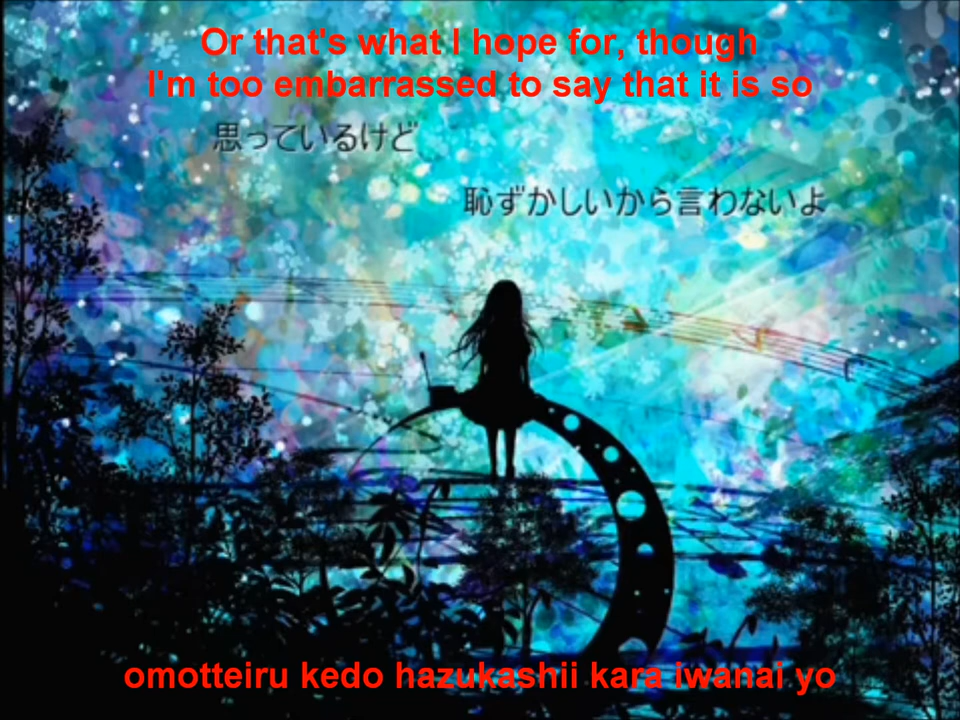 Or that's what I hope for, though
I'm too embarrassed to say that it is so
思っているけど
恥ずかしいから言わないよ
omotteiru kedo hazukashii kara iwanai yo